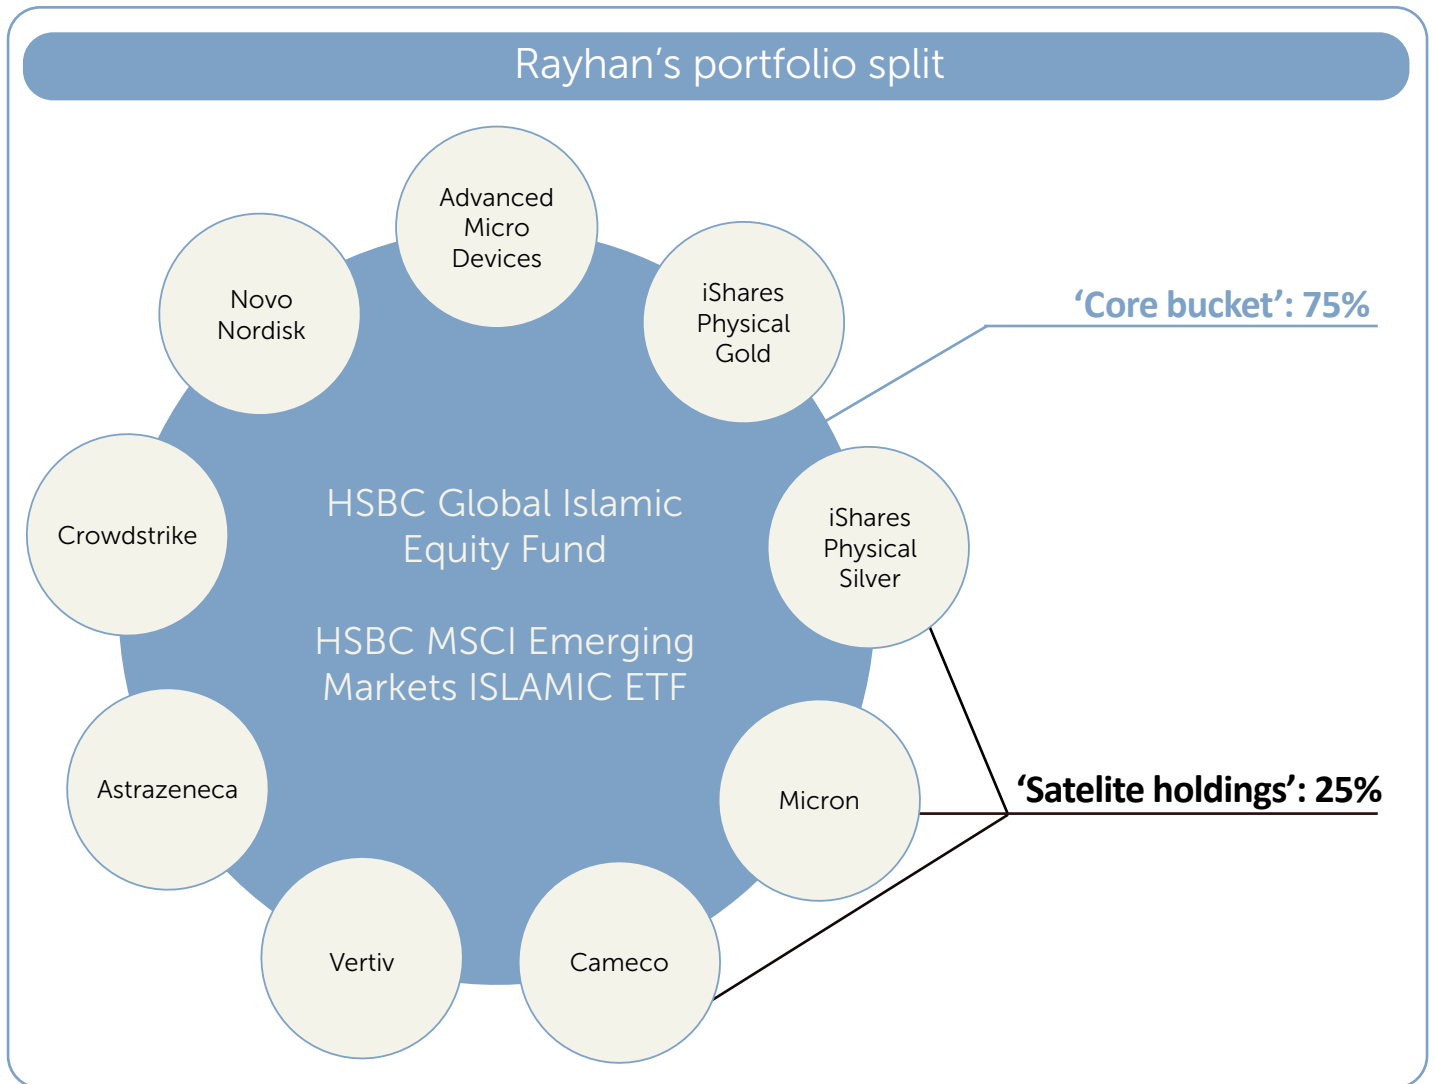 Rayhan’s portfolio split
Advanced
Micro
Devices
iShares
Physical
Gold
Novo
Nordisk
‘Core bucket’: 75%
Crowdstrike
HSBC Global Islamic
Equity Fund
HSBC MSCI Emerging
Markets ISLAMIC ETF
iShares
Physical
Silver
Astrazeneca
Micron
‘Satelite holdings’: 25%
Vertiv
Cameco